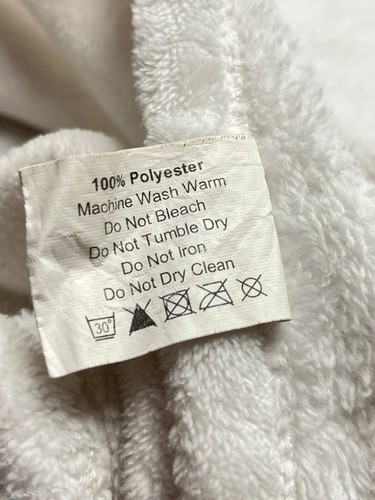 100% Polyester
Machine Wash Warm
Do Not Bleach
Do Not Tumble Dry
Do Not Iron
Do Not Dry Clean
30°